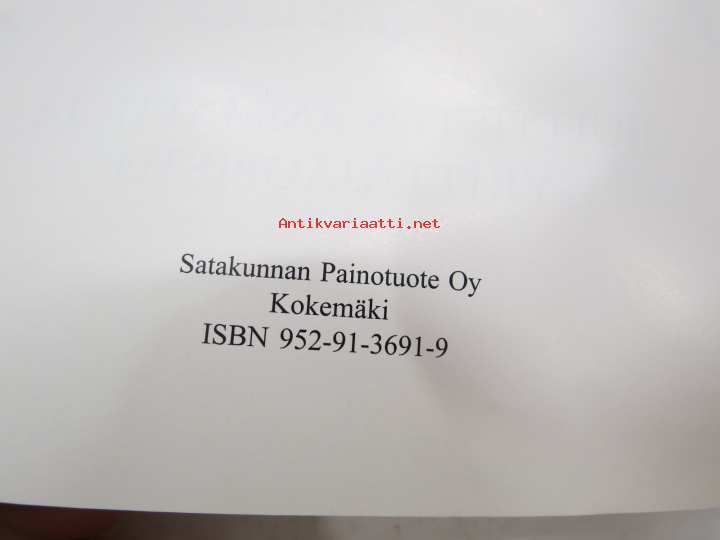 Antikvariaatti.net
Satakunnan Painotuote Oy
Kokemäki
ISBN 952-91-3691-9